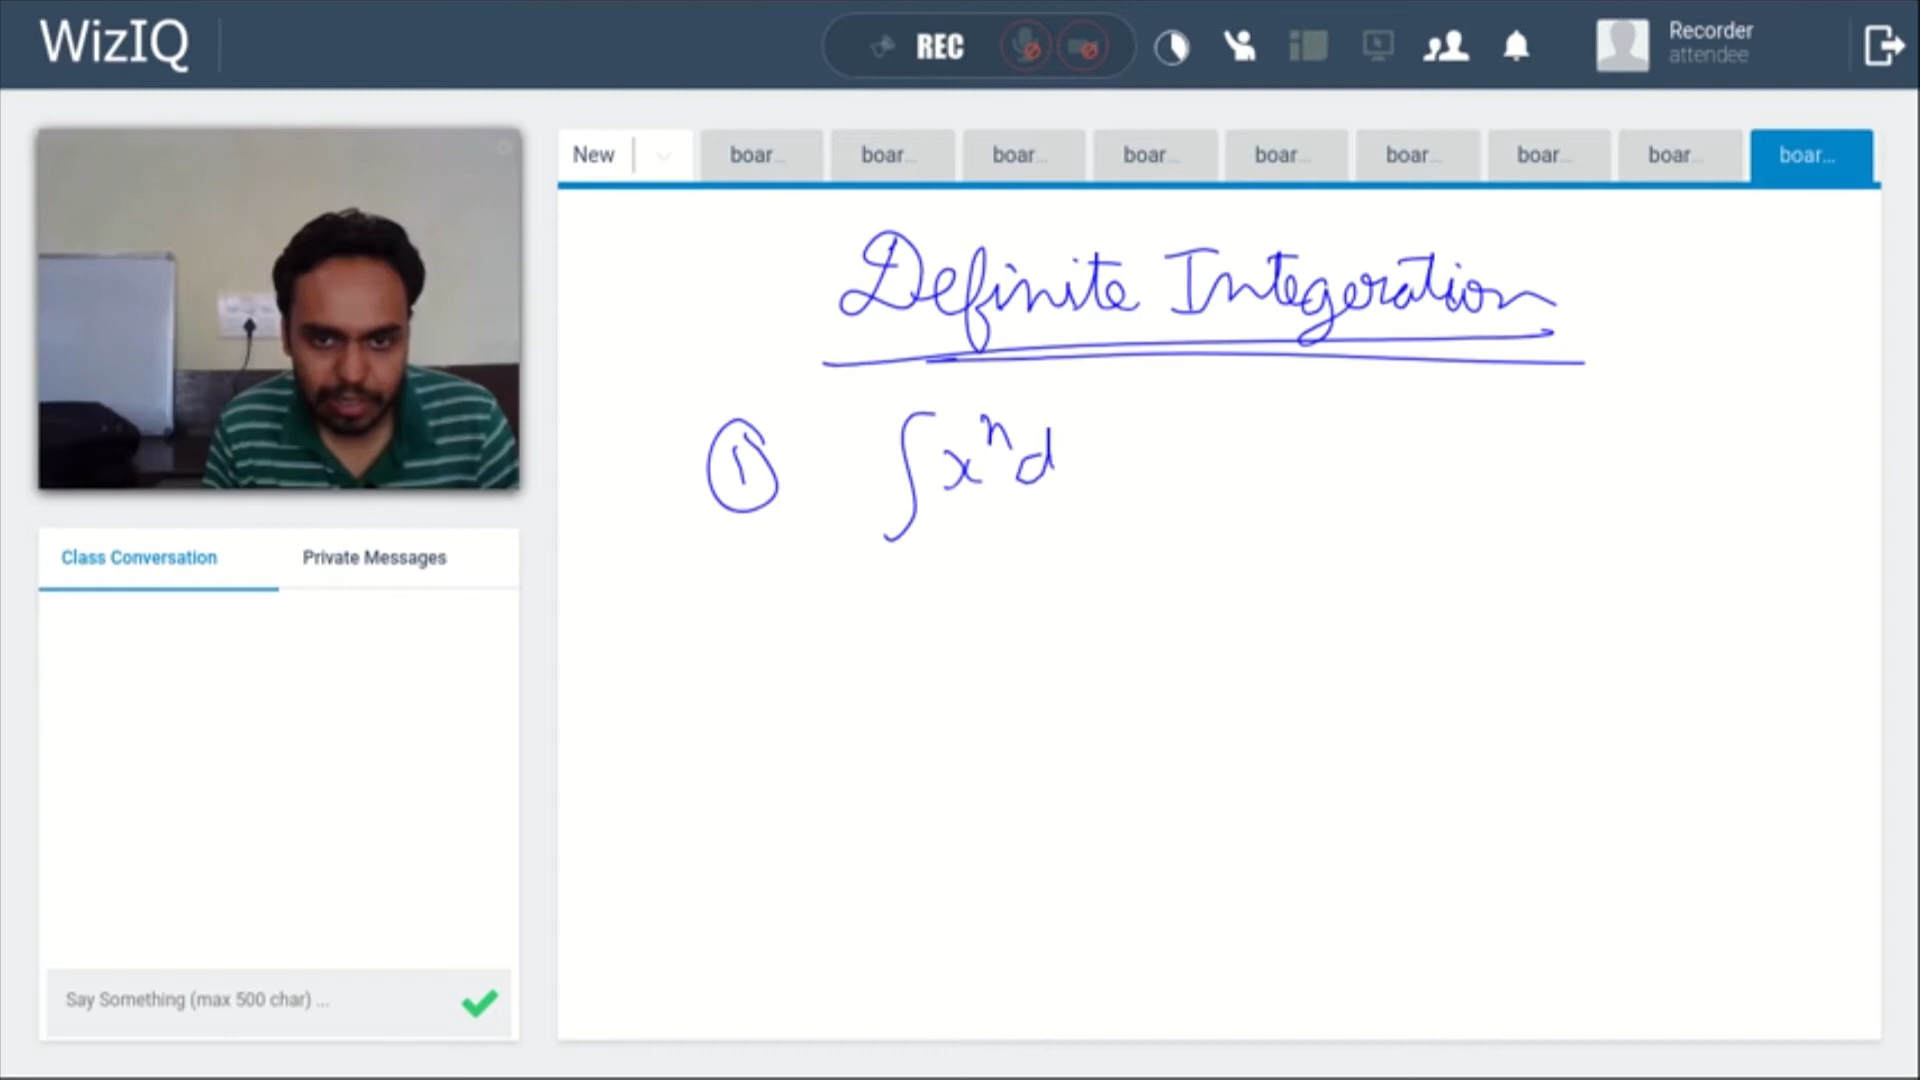 WizIQ
REC
Recorder
attendee
New
boar...
boar...
boar...
boar...
boar...
boar...
boar...
boar...
boar...
Definite Integeration
① ∫xⁿd
Class Conversation
Private Messages
Say Something (max 500 char) ...